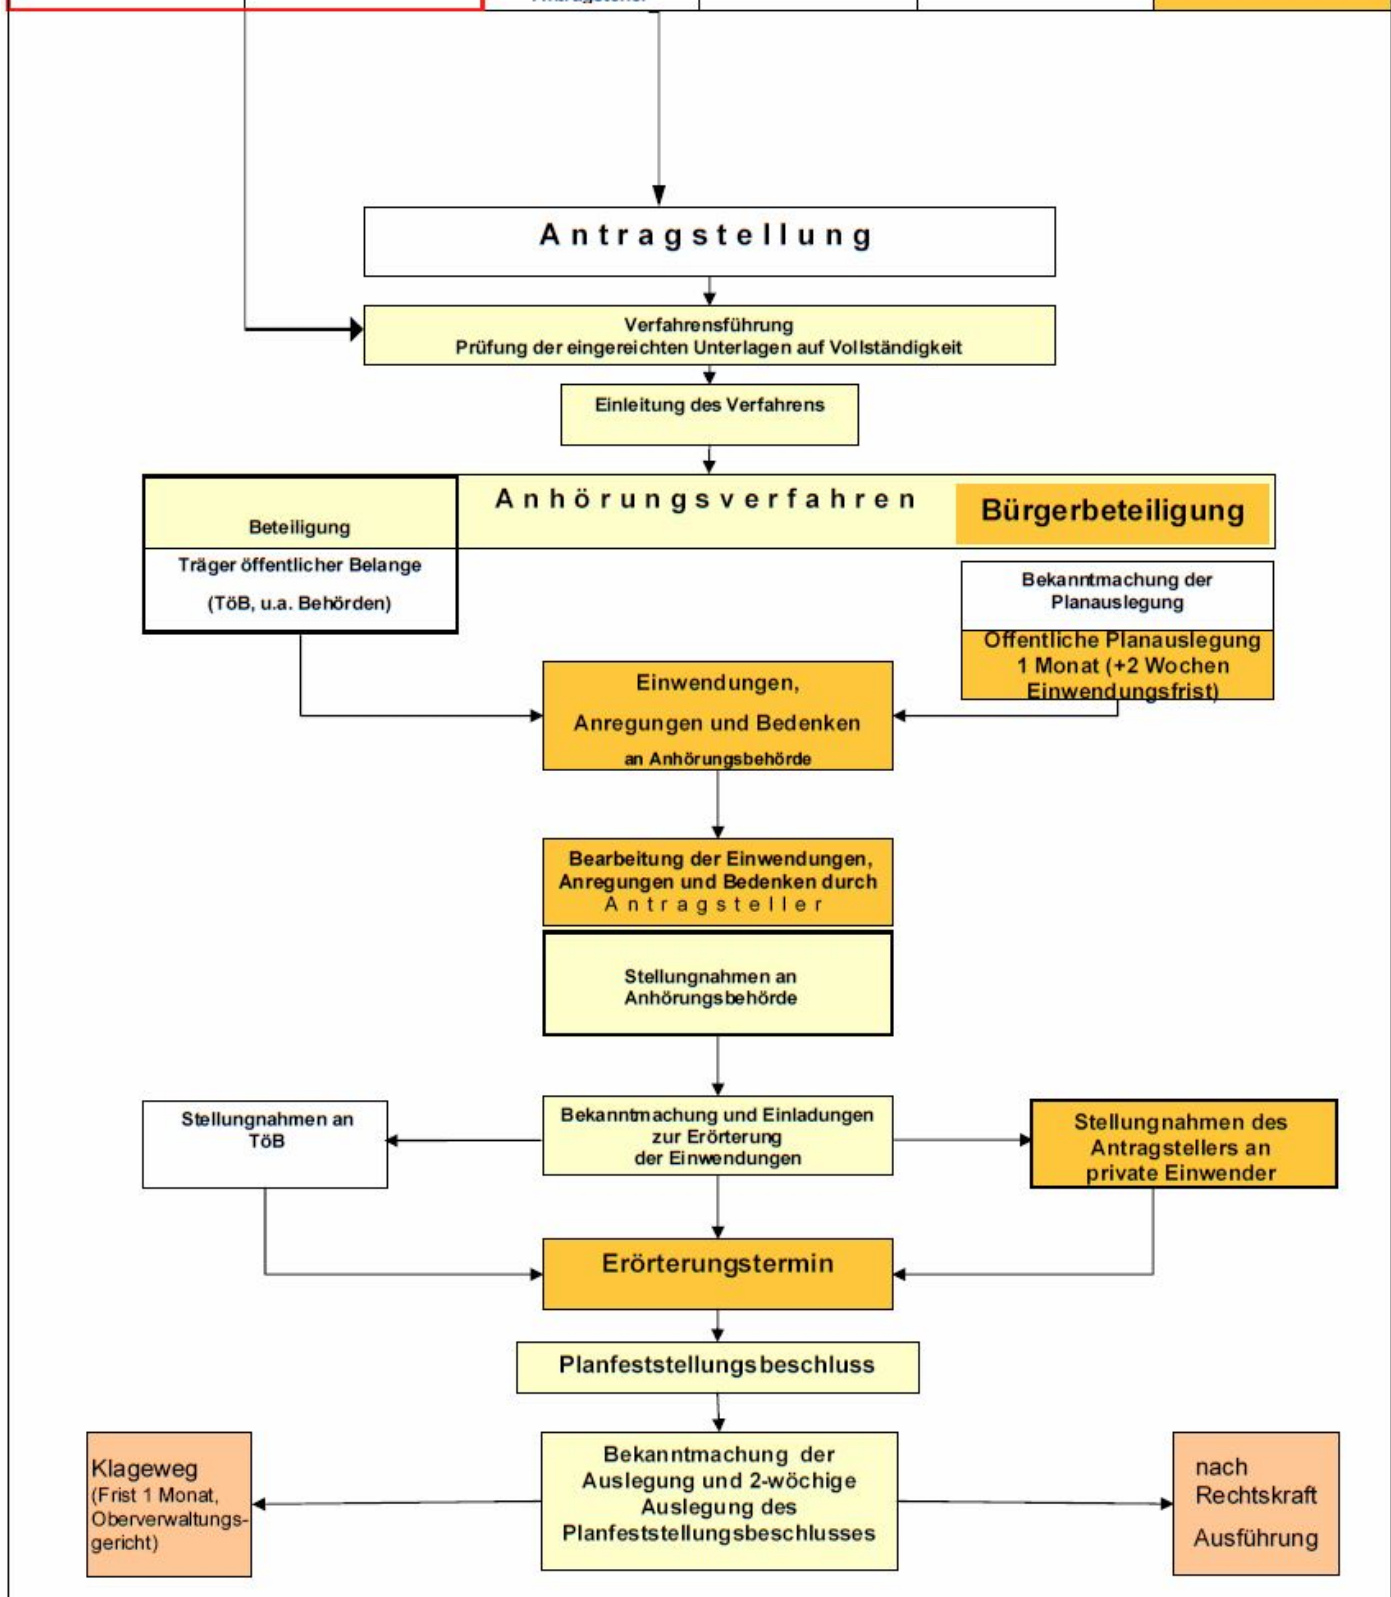 Antragstellung
Verfahrensführung
Prüfung der eingereichten Unterlagen auf Vollständigkeit
Einleitung des Verfahrens
Anhörungsverfahren
Bürgerbeteiligung
Beteiligung
Träger öffentlicher Belange
(TöB, u.a. Behörden)
Bekanntmachung der
Planauslegung
Öffentliche Planauslegung
1 Monat (+2 Wochen
Einwendungsfrist)
Einwendungen,
Anregungen und Bedenken
an Anhörungsbehörde
Bearbeitung der Einwendungen,
Anregungen und Bedenken durch
Antragsteller
Stellungnahmen an
Anhörungsbehörde
Stellungnahmen an
TöB
Bekanntmachung und Einladungen
zur Erörterung
der Einwendungen
Stellungnahmen des
Antragstellers an
private Einwender
Erörterungstermin
Planfeststellungsbeschluss
Klageweg
(Frist 1 Monat,
Oberverwaltungs-
gericht)
Bekanntmachung der
Auslegung und 2-wöchige
Auslegung des
Planfeststellungsbeschlusses
nach
Rechtskraft
Ausführung